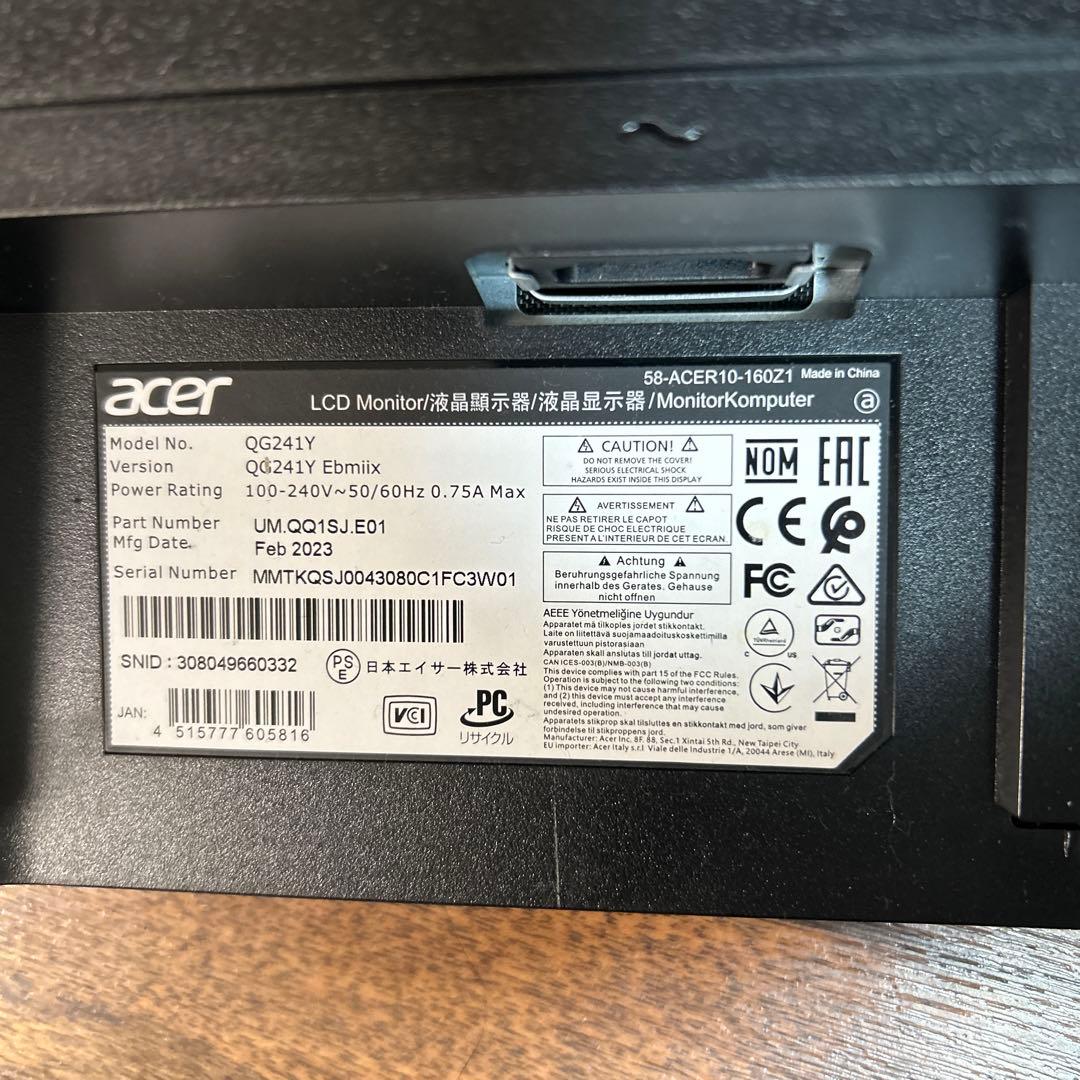 acer
58-ACER10-160Z1 Made in China
LCD Monitor/液晶顯示器/液晶显示器/MonitorKomputer
a
Model No. QG241Y
Version QG241Y Ebmiix
Power Rating 100-240V~50/60Hz 0.75A Max
Part Number UM.QQ1SJ.E01
Mfg Date. Feb 2023
Serial Number MMTKQSJ0043080C1FC3W01
SNID : 308049660332
PSE 日本エイサー株式会社
JAN:
4 515777 605816
VCI
PC
リサイクル
CAUTION!
DO NOT REMOVE THE COVER!
SERIOUS ELECTRICAL SHOCK
HAZARDS EXIST INSIDE THIS DISPLAY
AVERTISSEMENT
NE PAS RETIRER LE CAPOT
RISQUE DE CHOC ELECTRIQUE
PRESENT A L'INTERIEUR DE CET ECRAN.
Achtung
Beruhrungsgefahrliche Spannung
innerhalb des Gerates. Gehause
nicht offnen
AEEE Yönetmeliğine Uygundur
Apparatet må tilkoples jordet stikkontakt.
Laite on liitettävä suojamaadoituskoskettimilla
varustettuun pistorasiaan
Apparaten skall anslutas till jordat uttag.
CAN ICES-003(B)/NMB-003(B)
This device complies with part 15 of the FCC Rules.
Operation is subject to the following two conditions:
(1) This device may not cause harmful interference,
and (2) this device must accept any interference
received, including interference that may cause
undesired operation.
Apparatets stikprop skal tilsluttes en stikkontakt med jord, som giver
forbindelse til stikproppens jord.
Manufacturer: Acer Inc. 8F. 88, Sec.1 Xintai 5th Rd., New Taipei City
EU importer: Acer Italy s.r.l Viale delle Industrie 1/A, 20044 Arese (MI), Italy
NOM EAC
CE
FC
TÜVRheinland
C US